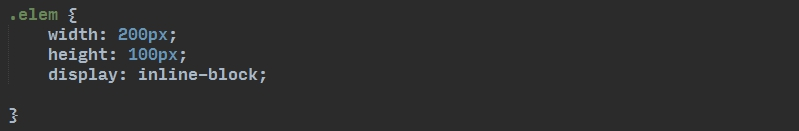 .elem {
    width: 200px;
    height: 100px;
    display: inline-block;
}